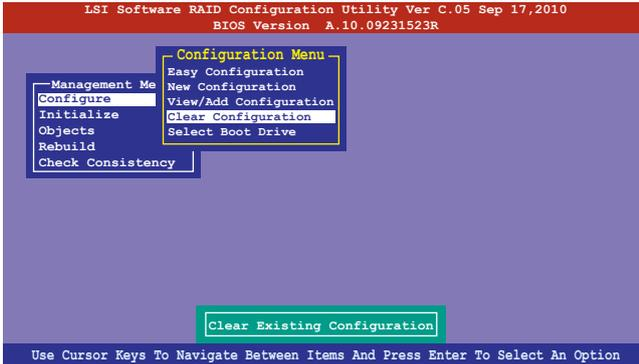 LSI Software RAID Configuration Utility Ver C.05 Sep 17,2010
BIOS Version A.10.09231523R
Configuration Menu
Easy Configuration
New Configuration
View/Add Configuration
Clear Configuration
Select Boot Drive
Management Me
Configure
Initialize
Objects
Rebuild
Check Consistency
Clear Existing Configuration
Use Cursor Keys To Navigate Between Items And Press Enter To Select An Option